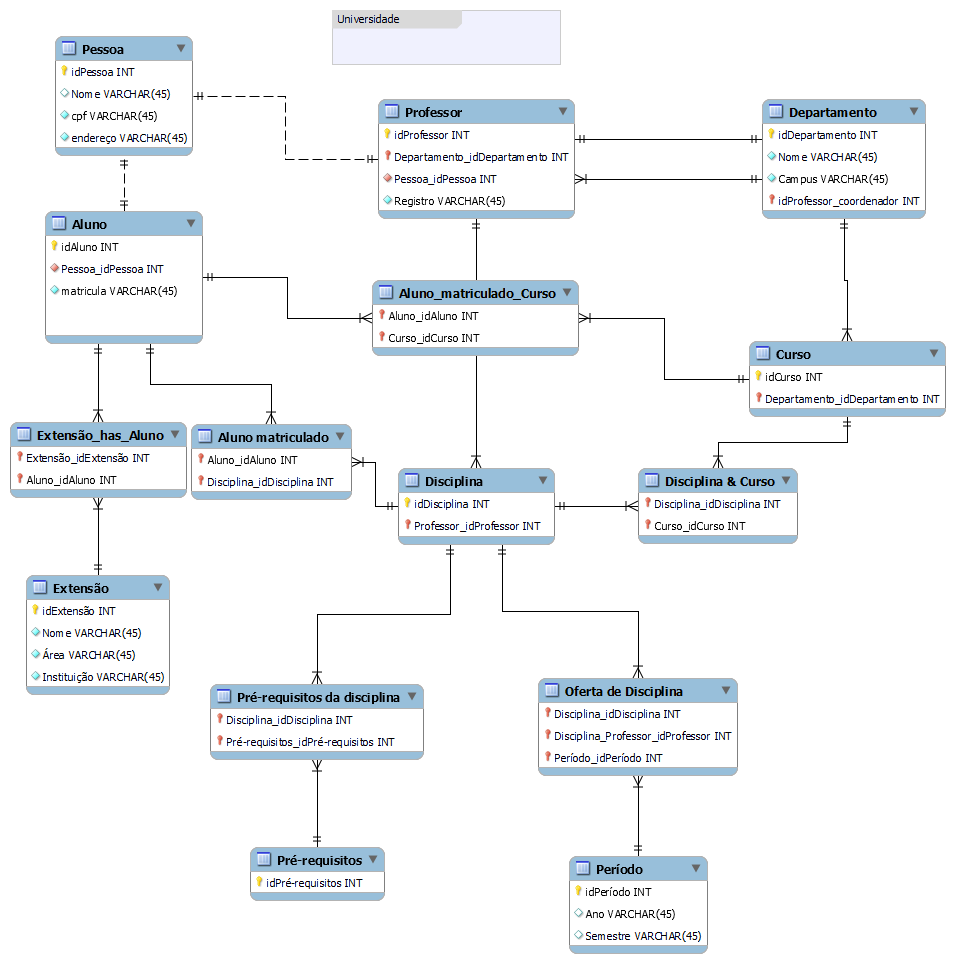 Universidade
Pessoa
idPessoa INT
Nome VARCHAR(45)
cpf VARCHAR(45)
endereço VARCHAR(45)
Professor
idProfessor INT
Departamento_idDepartamento INT
Pessoa_idPessoa INT
Registro VARCHAR(45)
Departamento
idDepartamento INT
Nome VARCHAR(45)
Campus VARCHAR(45)
idProfessor_coordenador INT
Aluno
idAluno INT
Pessoa_idPessoa INT
matricula VARCHAR(45)
Aluno_matriculado_Curso
Aluno_idAluno INT
Curso_idCurso INT
Curso
idCurso INT
Departamento_idDepartamento INT
Extensão_has_Aluno
Extensão_idExtensão INT
Aluno_idAluno INT
Aluno matriculado
Aluno_idAluno INT
Disciplina_idDisciplina INT
Disciplina
idDisciplina INT
Professor_idProfessor INT
Disciplina & Curso
Disciplina_idDisciplina INT
Curso_idCurso INT
Extensão
idExtensão INT
Nome VARCHAR(45)
Área VARCHAR(45)
Instituição VARCHAR(45)
Pré-requisitos da disciplina
Disciplina_idDisciplina INT
Pré-requisitos_idPré-requisitos INT
Oferta de Disciplina
Disciplina_idDisciplina INT
Disciplina_Professor_idProfessor INT
Período_idPeríodo INT
Pré-requisitos
idPré-requisitos INT
Período
idPeríodo INT
Ano VARCHAR(45)
Semestre VARCHAR(45)